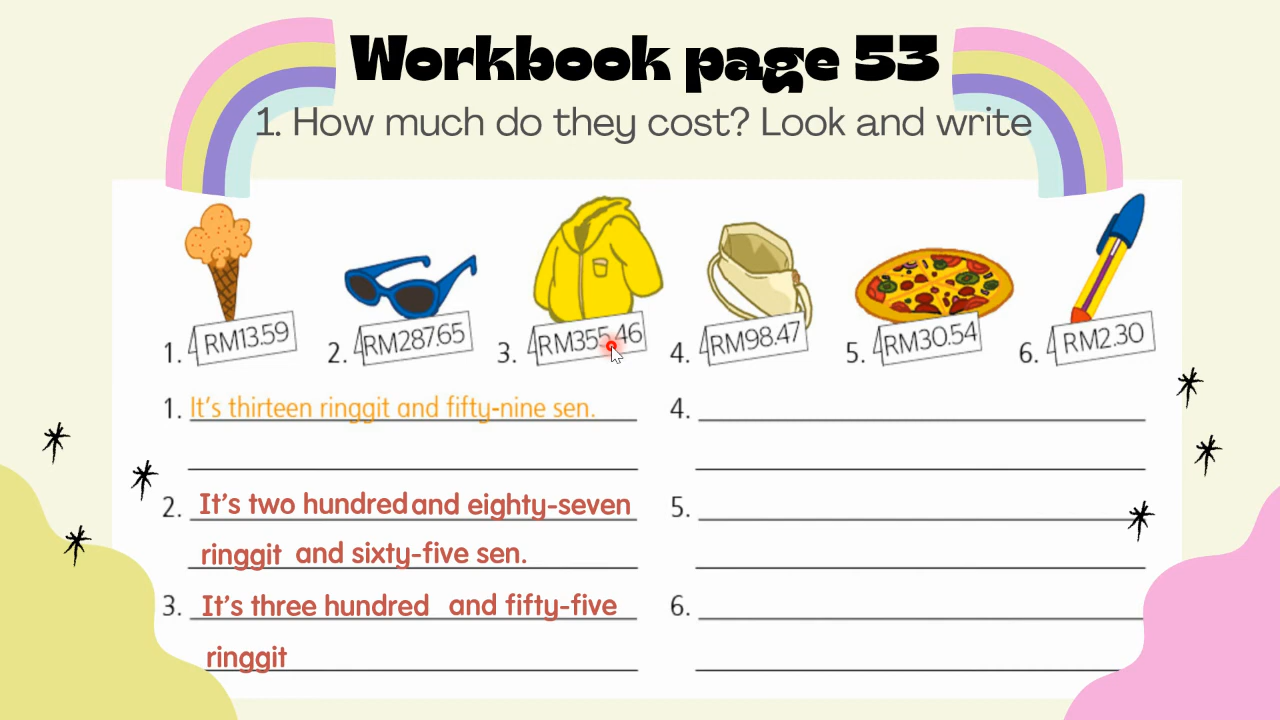 Workbook page 53
1. How much do they cost? Look and write
1. RM13.59
2. RM287.65
3. RM355.46
4. RM98.47
5. RM30.54
6. RM2.30
1. It's thirteen ringgit and fifty-nine sen.
2. It's two hundred and eighty-seven
ringgit and sixty-five sen.
3. It's three hundred and fifty-five
ringgit
4.
5.
6.